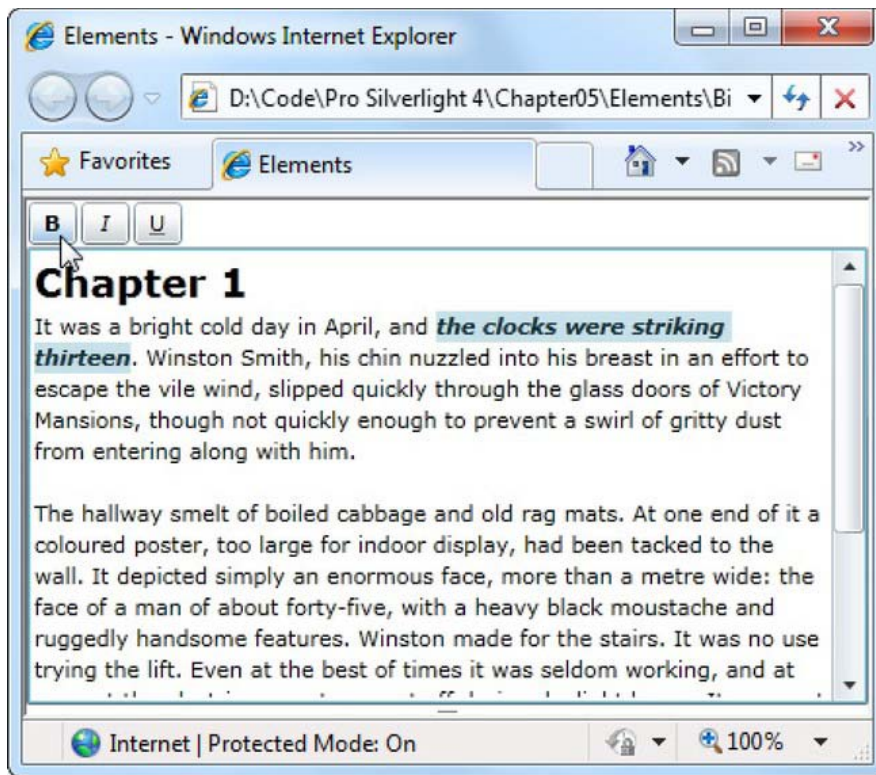 Elements - Windows Internet Explorer
D:\Code\Pro Silverlight 4\Chapter05\Elements\Bi
Favorites
Elements
B I U
Chapter 1
It was a bright cold day in April, and the clocks were striking
thirteen. Winston Smith, his chin nuzzled into his breast in an effort to
escape the vile wind, slipped quickly through the glass doors of Victory
Mansions, though not quickly enough to prevent a swirl of gritty dust
from entering along with him.
The hallway smelt of boiled cabbage and old rag mats. At one end of it a
coloured poster, too large for indoor display, had been tacked to the
wall. It depicted simply an enormous face, more than a metre wide: the
face of a man of about forty-five, with a heavy black moustache and
ruggedly handsome features. Winston made for the stairs. It was no use
trying the lift. Even at the best of times it was seldom working, and at
Internet | Protected Mode: On
100%